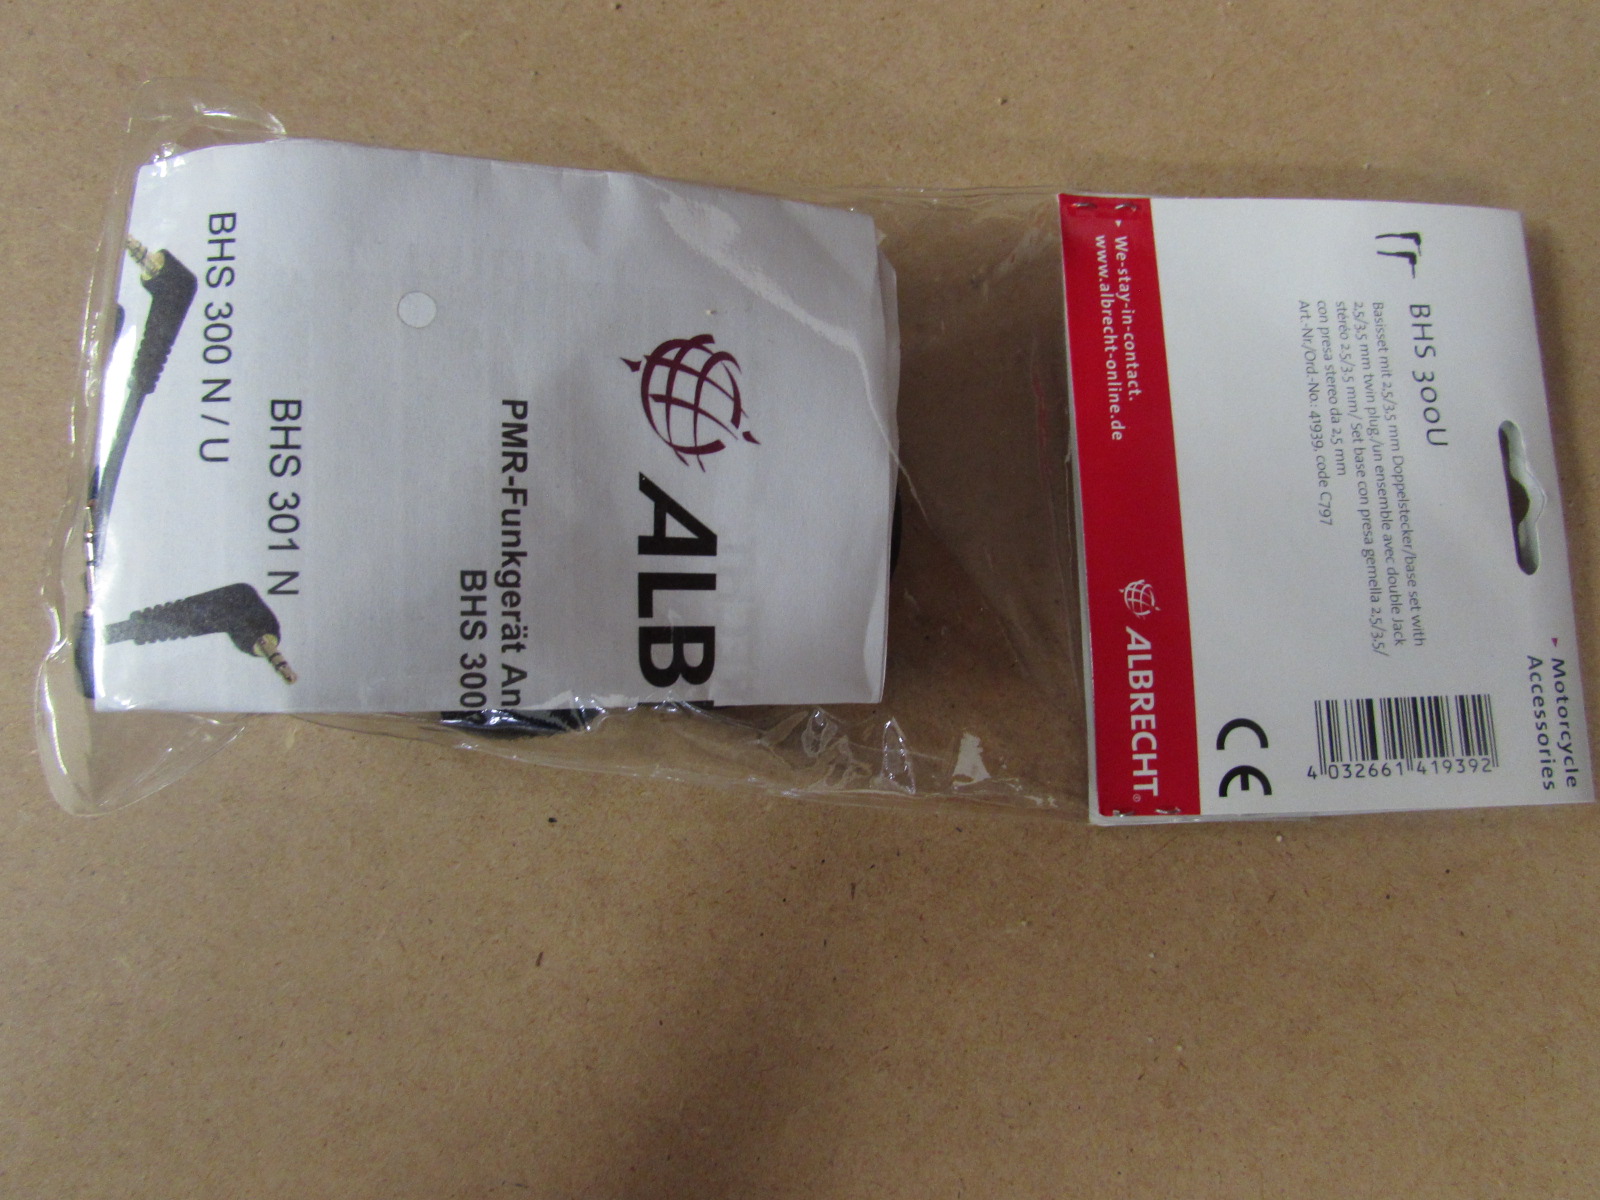 Motorcycle
Accessories
BHS 300U
Basisset mit 2,5/3,5 mm Doppelstecker/base set with
2,5/3,5 mm twin plug/un ensemble avec double Jack
stéréo 2.5/3.5 mm/ Set base con presa gemella 2,5/3,5/
con presa stereo da 2,5 mm
Art.-Nr./Ord.-No.: 41939, code C797
4 032661 419392
CE
We-stay-in-contact.
www.albrecht-online.de
ALBRECHT®
ALB
PMR-Funkgerät An
BHS 300
BHS 301 N
BHS 300 N / U